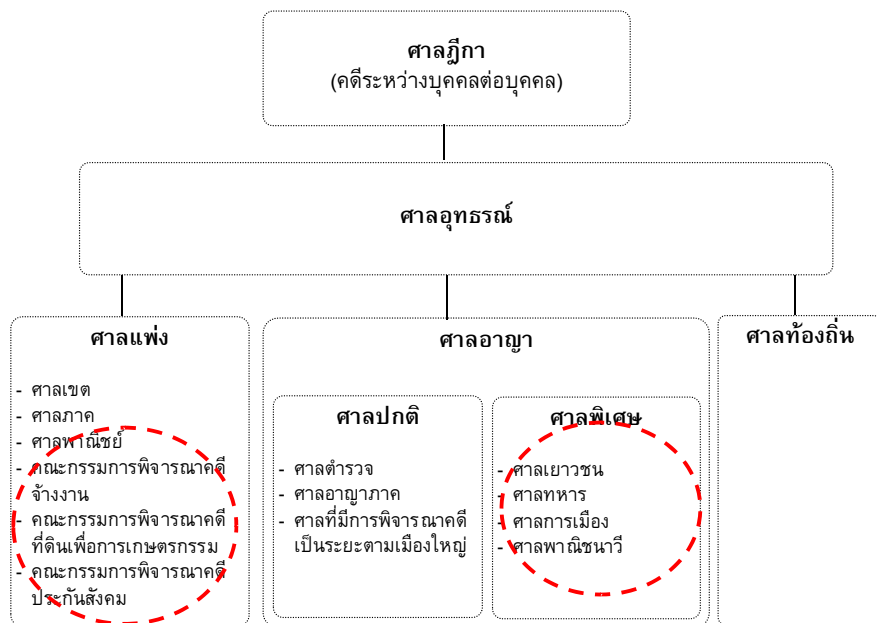 ศาลฎีกา
(คดีระหว่างบุคคลต่อบุคคล)
ศาลอุทธรณ์
ศาลแพ่ง
- ศาลเขต
- ศาลภาค
- ศาลพาณิชย์
- คณะกรรมการพิจารณาคดี
จ้างงาน
- คณะกรรมการพิจารณาคดี
ที่ดินเพื่อการเกษตรกรรม
- คณะกรรมการพิจารณาคดี
ประกันสังคม
ศาลอาญา
ศาลปกติ
- ศาลตำรวจ
- ศาลอาญาภาค
- ศาลที่มีการพิจารณาคดี
เป็นระยะตามเมืองใหญ่
ศาลพิเศษ
- ศาลเยาวชน
- ศาลทหาร
- ศาลการเมือง
- ศาลพาณิชนาวี
ศาลท้องถิ่น